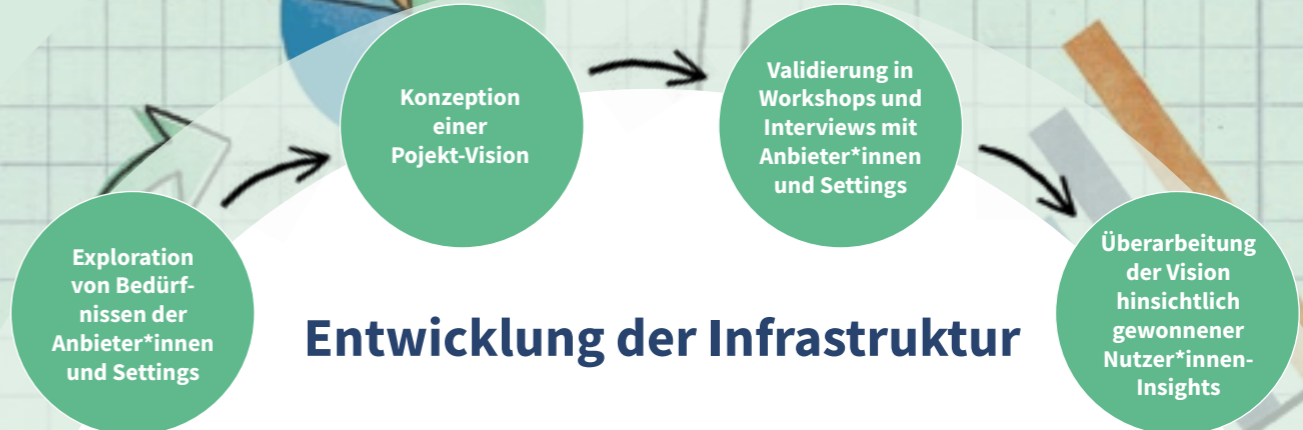 Exploration
von Bedürf-
nissen der
Anbieter*innen
und Settings
Konzeption
einer
Pojekt-Vision
Validierung in
Workshops und
Interviews mit
Anbieter*innen
und Settings
Überarbeitung
der Vision
hinsichtlich
gewonnener
Nutzer*innen-
Insights
Entwicklung der Infrastruktur